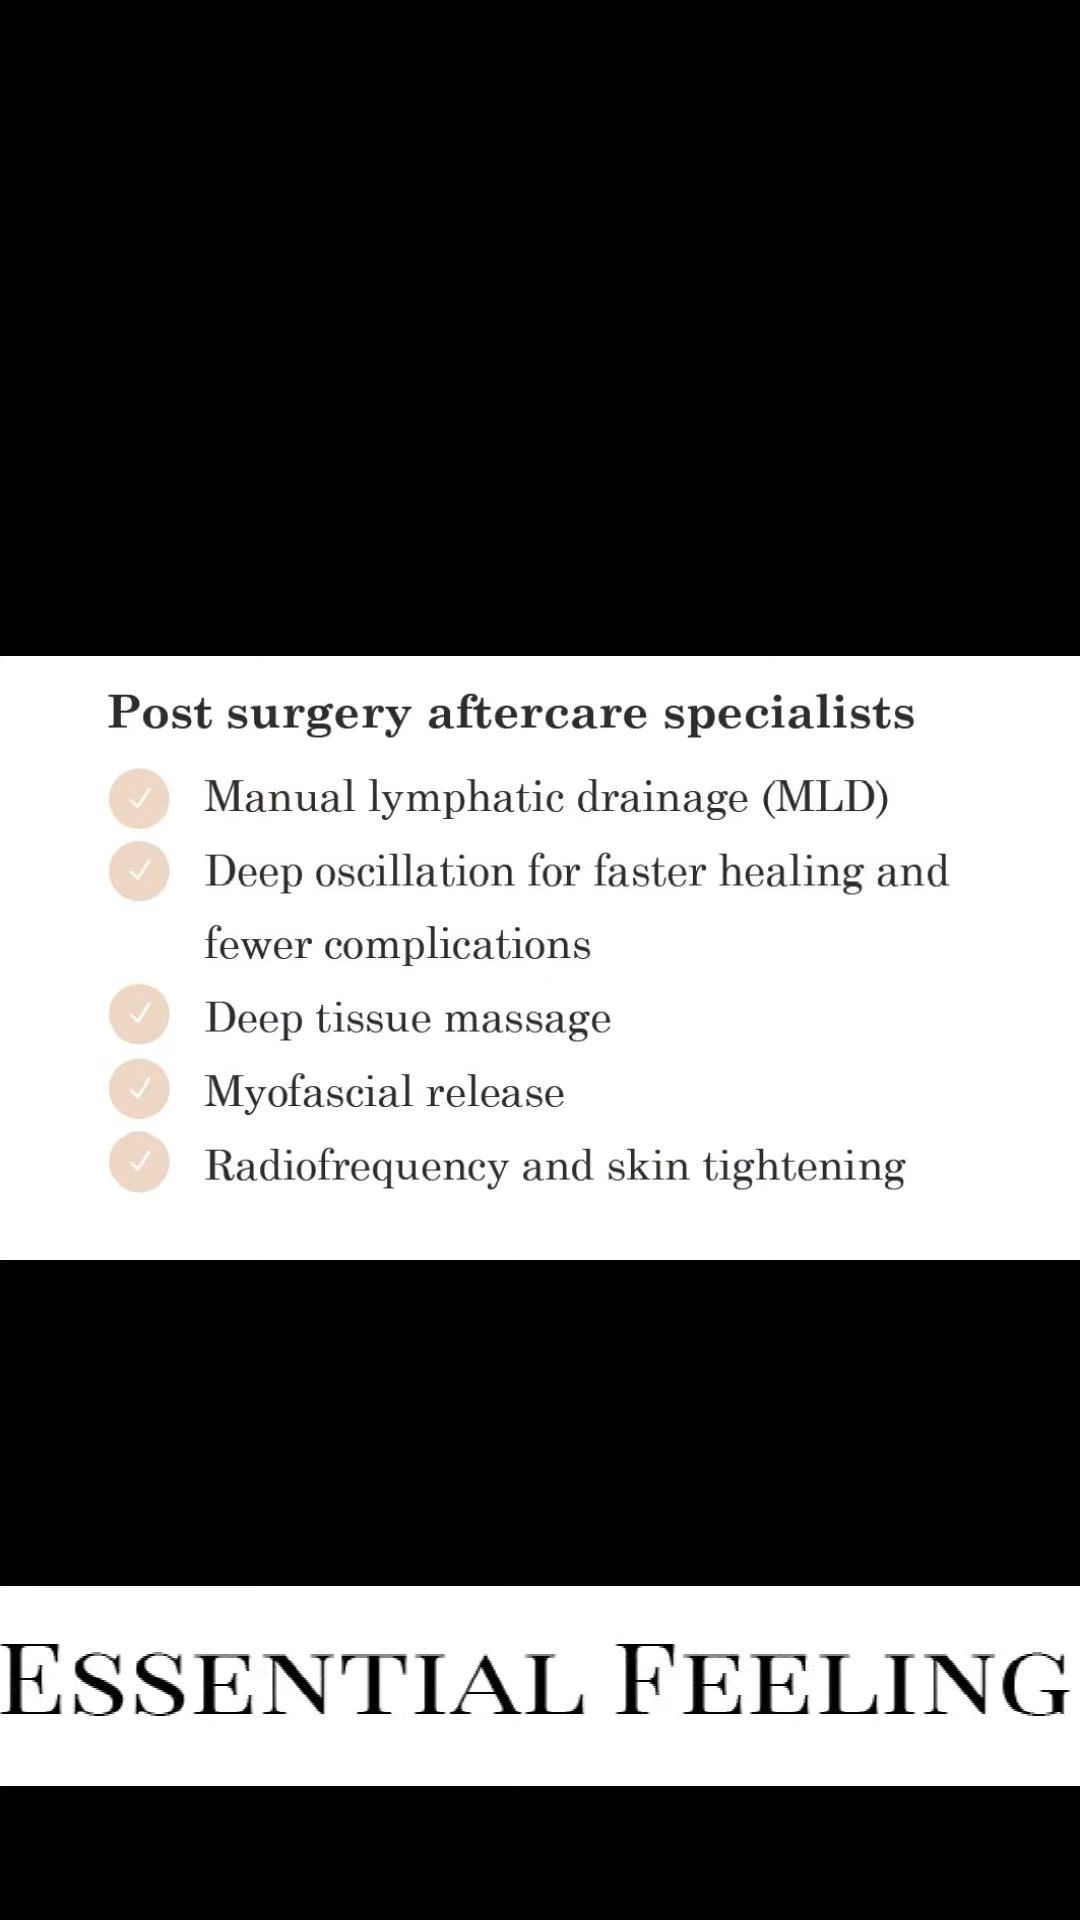 Post surgery aftercare specialists
Manual lymphatic drainage (MLD)
Deep oscillation for faster healing and
fewer complications
Deep tissue massage
Myofascial release
Radiofrequency and skin tightening
ESSENTIAL FEELING